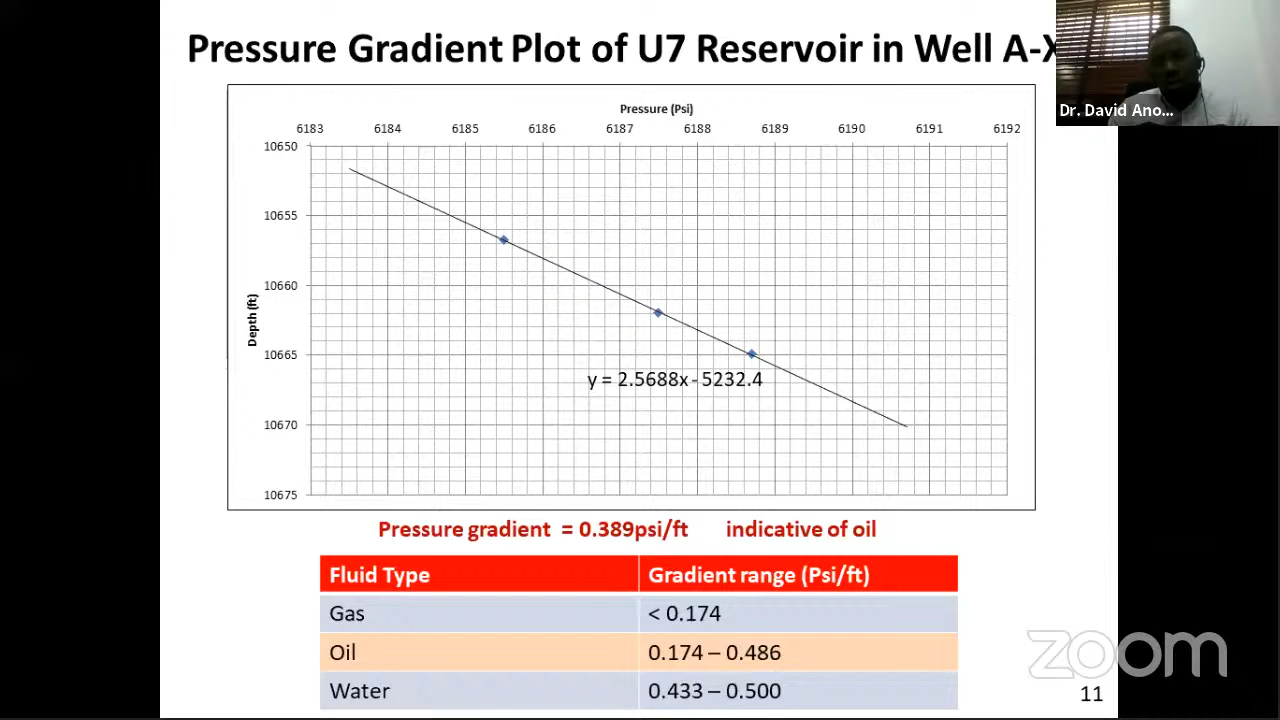 Pressure Gradient Plot of U7 Reservoir in Well A-X
Dr. David Ano...
Pressure (Psi)
6183 6184 6185 6186 6187 6188 6189 6190 6191 6192
10650
10655
10660
10665
10670
10675
Depth (ft)
y = 2.5688x - 5232.4
Pressure gradient = 0.389psi/ft indicative of oil
Fluid Type Gradient range (Psi/ft)
Gas < 0.174
Oil 0.174 – 0.486
Water 0.433 – 0.500
zoom
11